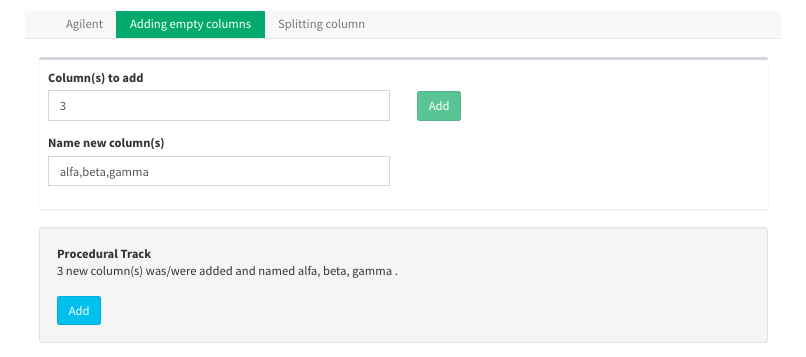 Agilent Adding empty columns Splitting column
Column(s) to add
3 Add
Name new column(s)
alfa,beta,gamma
Procedural Track
3 new column(s) was/were added and named alfa, beta, gamma .
Add